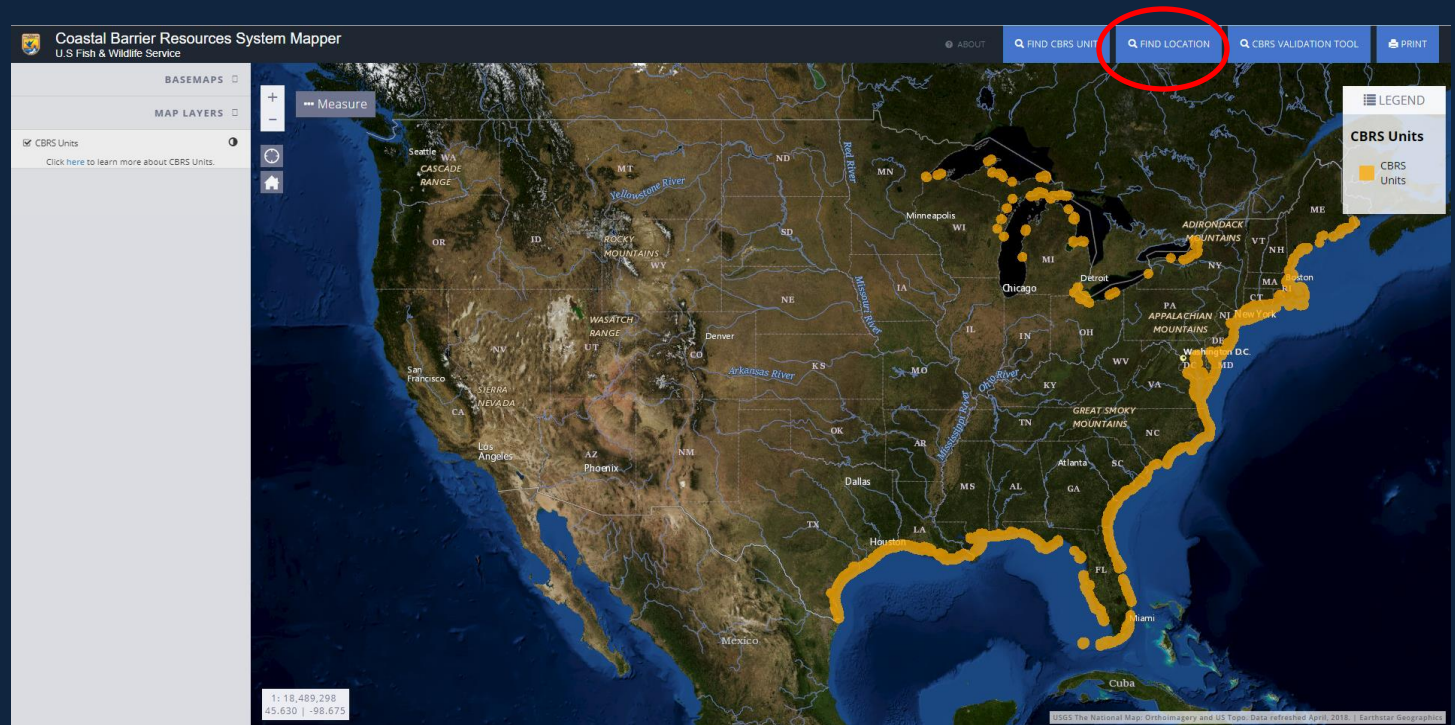 Coastal Barrier Resources System Mapper
U.S Fish & Wildlife Service
ABOUT
FIND CBRS UNIT
FIND LOCATION
CBRS VALIDATION TOOL
PRINT
BASEMAPS
MAP LAYERS
CBRS Units
Click here to learn more about CBRS Units.
+
-
Measure
LEGEND
CBRS Units
CBRS
Units
Seattle
WA
CASCADE
RANGE
MT
ND
Red River
MN
Yellowstone River
Minneapolis
WI
ME
ADIRONDACK
MOUNTAINS
VT
NH
OR
ID
ROCKY
MOUNTAINS
WY
SD
MI
NY
MA
Boston
RI
CT
Detroit
Chicago
IA
Missouri River
NE
PA
APPALACHIAN
MOUNTAINS
NJ
New York
WASATCH
RANGE
UT
NV
Denver
CO
IL
IN
OH
DE
Washington D.C.
DC
MD
WV
VA
San
Francisco
SIERRA
NEVADA
CA
Arkansas River
KS
MO
Ohio River
KY
GREAT SMOKY
MOUNTAINS
TN
NC
Los
Angeles
AZ
Phoenix
NM
OK
AR
Mississippi River
Atlanta
SC
Dallas
MS
AL
GA
TX
LA
Houston
FL
Miami
Mexico
Cuba
1: 18,489,298
45.630 | -98.675
USGS The National Map: Orthoimagery and US Topo. Data refreshed April, 2018. | Earthstar Geographics